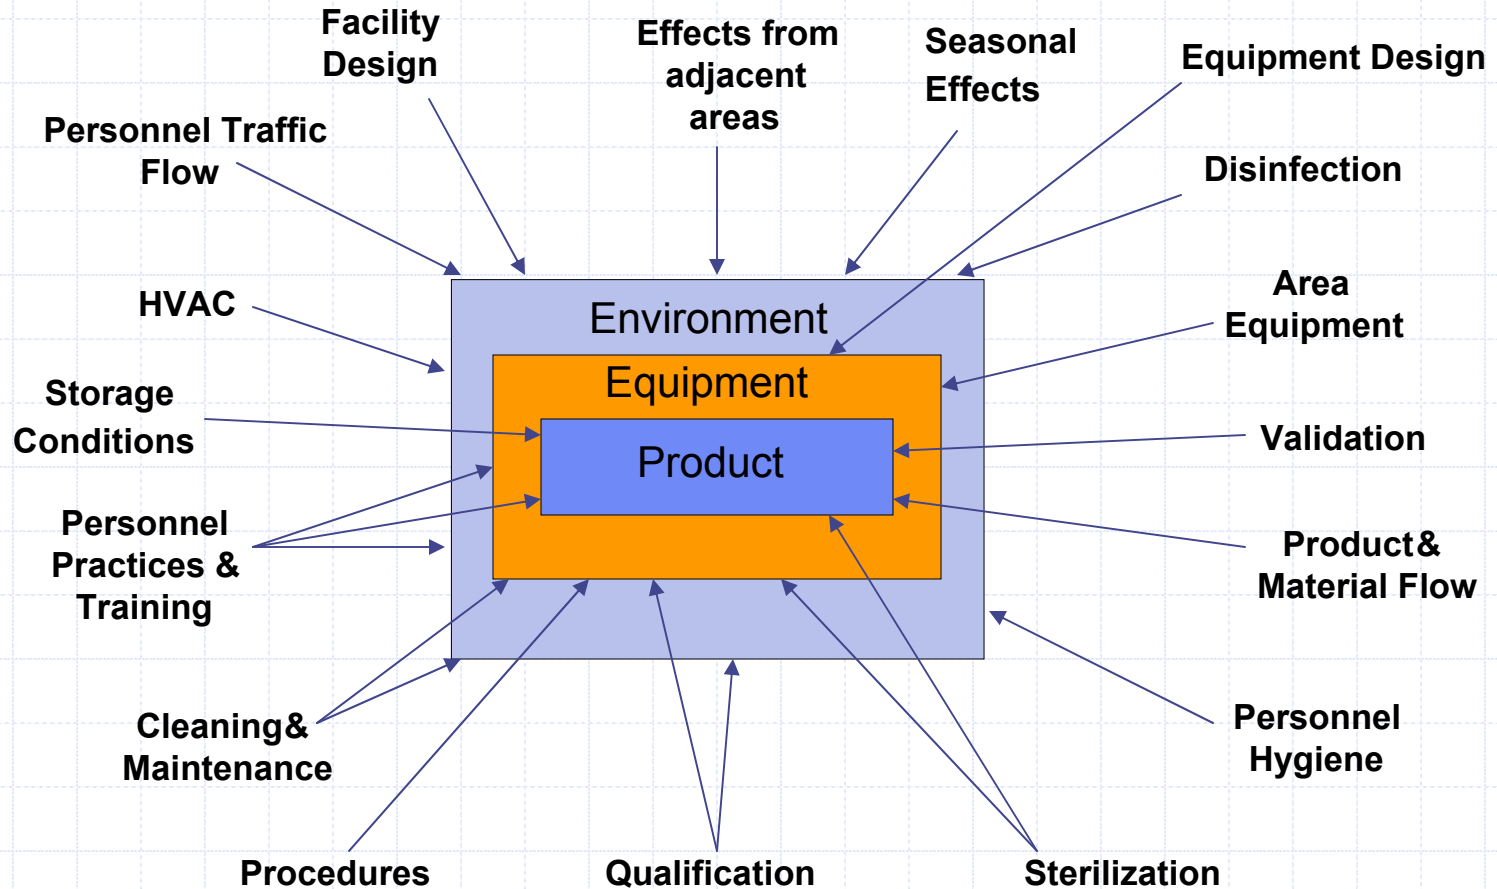 Facility
Design
Effects from
adjacent
areas
Seasonal
Effects
Equipment Design
Personnel Traffic
Flow
Disinfection
HVAC
Environment
Area
Equipment
Storage
Conditions
Equipment
Product
Validation
Personnel
Practices &
Training
Product&
Material Flow
Cleaning&
Maintenance
Personnel
Hygiene
Procedures
Qualification
Sterilization